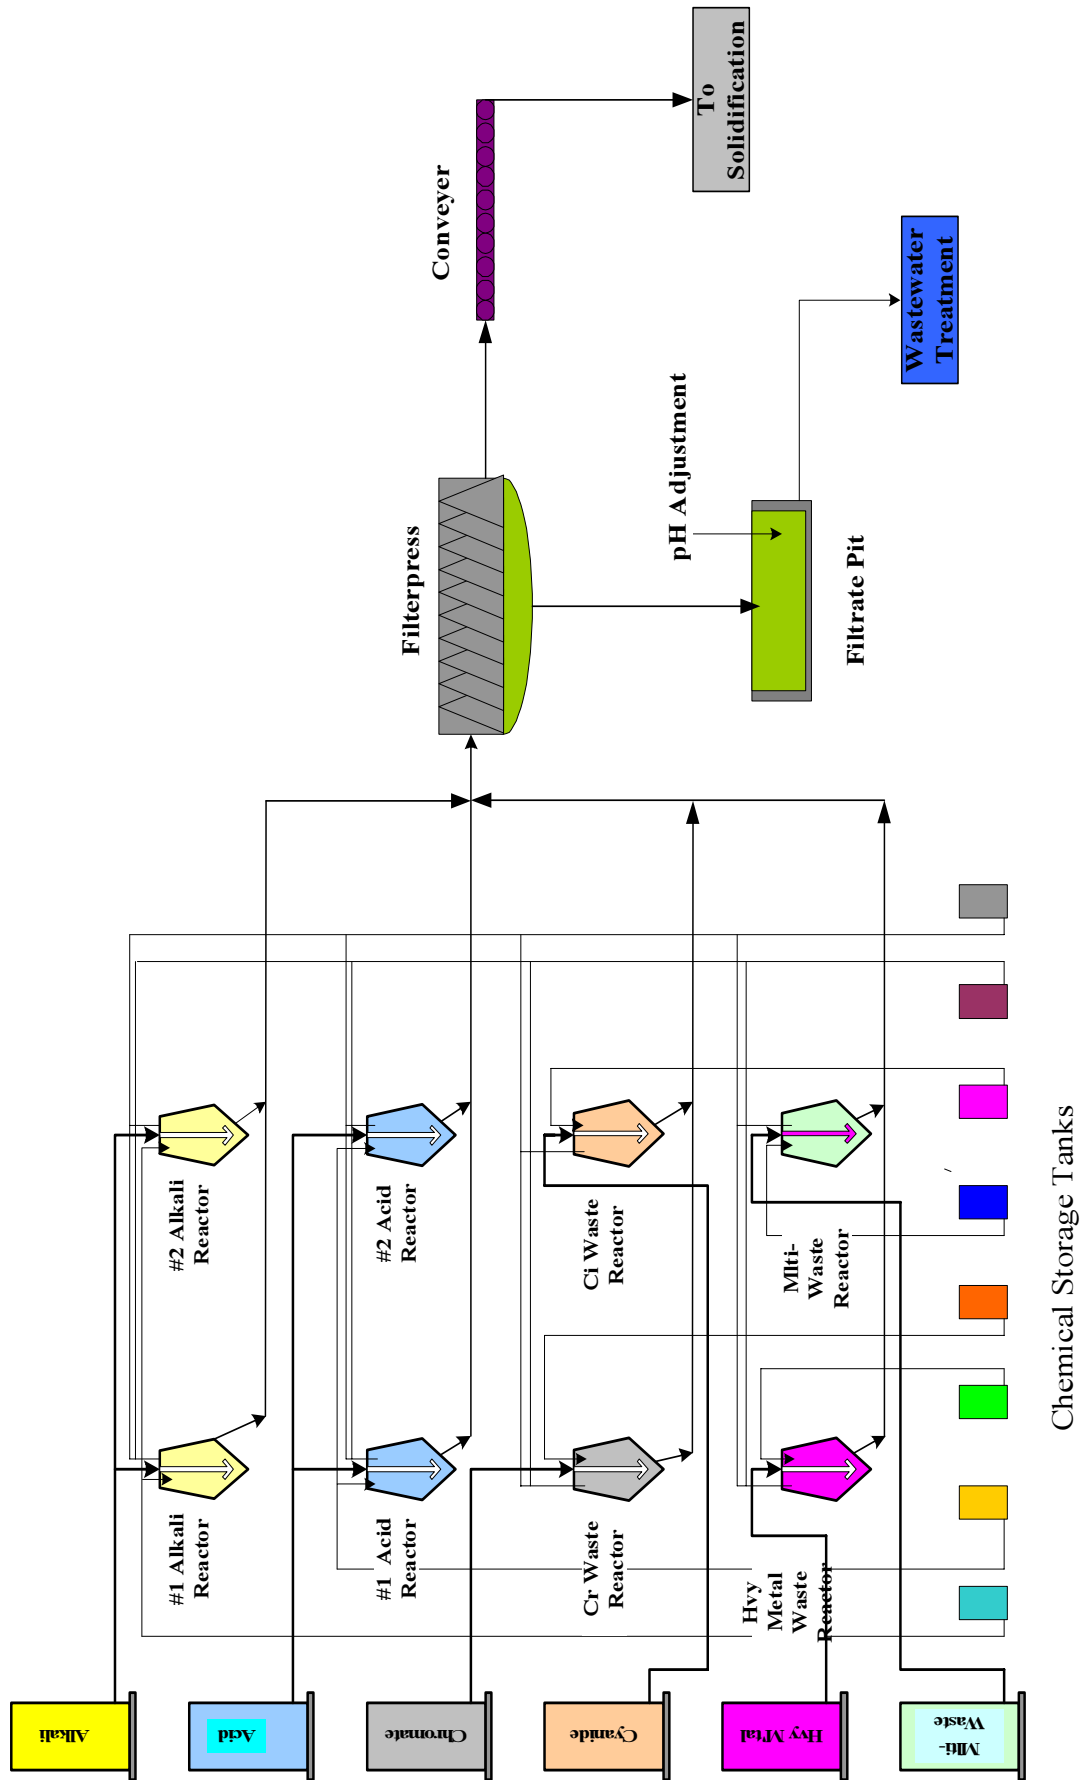 Alkali
Acid
Chromate
Cyanide
Hvy M'tal
Mlti-
Waste
#1 Alkali
Reactor
#2 Alkali
Reactor
#1 Acid
Reactor
#2 Acid
Reactor
Cr Waste
Reactor
Ci Waste
Reactor
Hvy
Metal
Waste
Reactor
Mlti-
Waste
Reactor
Filterpress
Conveyer
To
Solidification
pH Adjustment
Filtrate Pit
Wastewater
Treatment
Chemical Storage Tanks